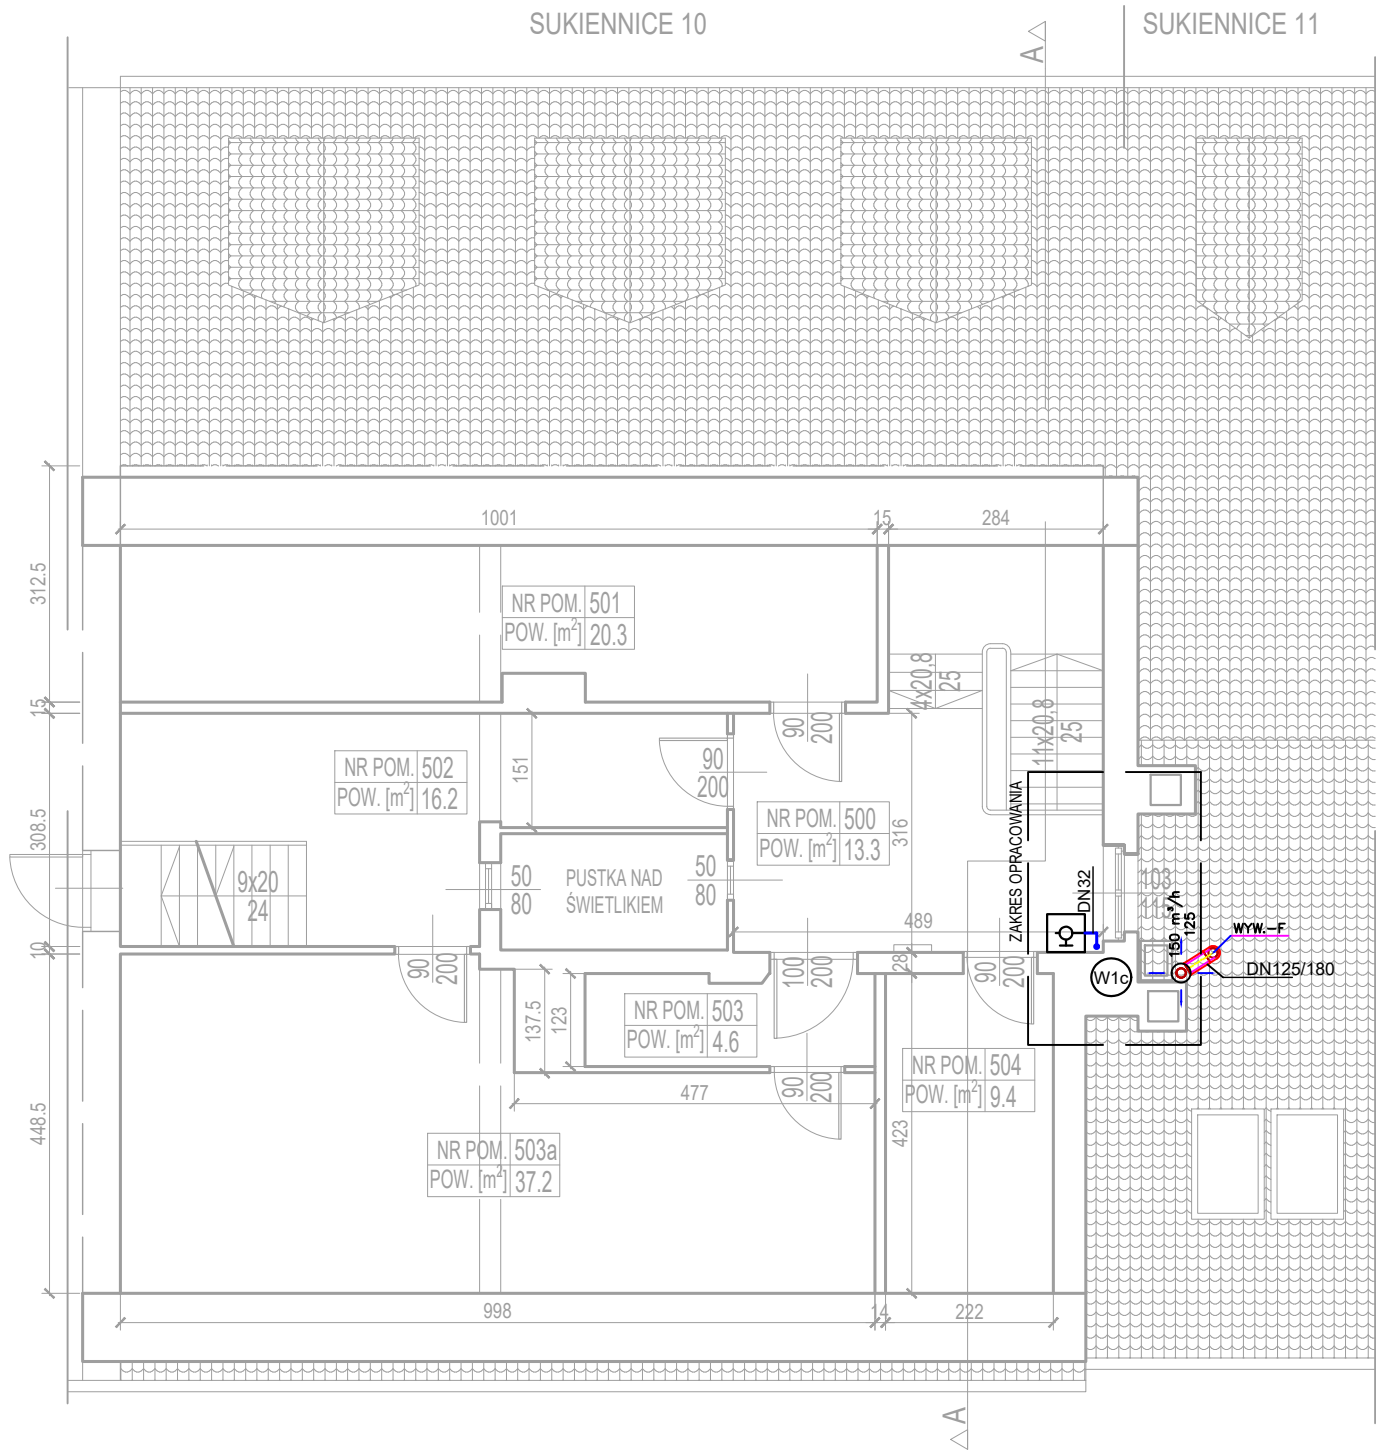 SUKIENNICE 10
SUKIENNICE 11
A
1001
15
284
312.5
NR POM. 501
POW. [m²] 20.3
4x20,8
25
11x20,8
25
15
90
200
151
90
200
NR POM. 502
POW. [m²] 16.2
308.5
NR POM. 500
POW. [m²] 13.3
316
ZAKRES OPRACOWANIA
9x20
24
50
80
PUSTKA NAD
ŚWIETLIKIEM
50
80
DN32
103
150 m³/h
125
489
WYW.-F
10
90
200
100
200
28
90
200
W1c
DN125/180
137.5
123
NR POM. 503
POW. [m²] 4.6
NR POM. 504
POW. [m²] 9.4
90
200
477
448.5
423
NR POM. 503a
POW. [m²] 37.2
998
14
222
A